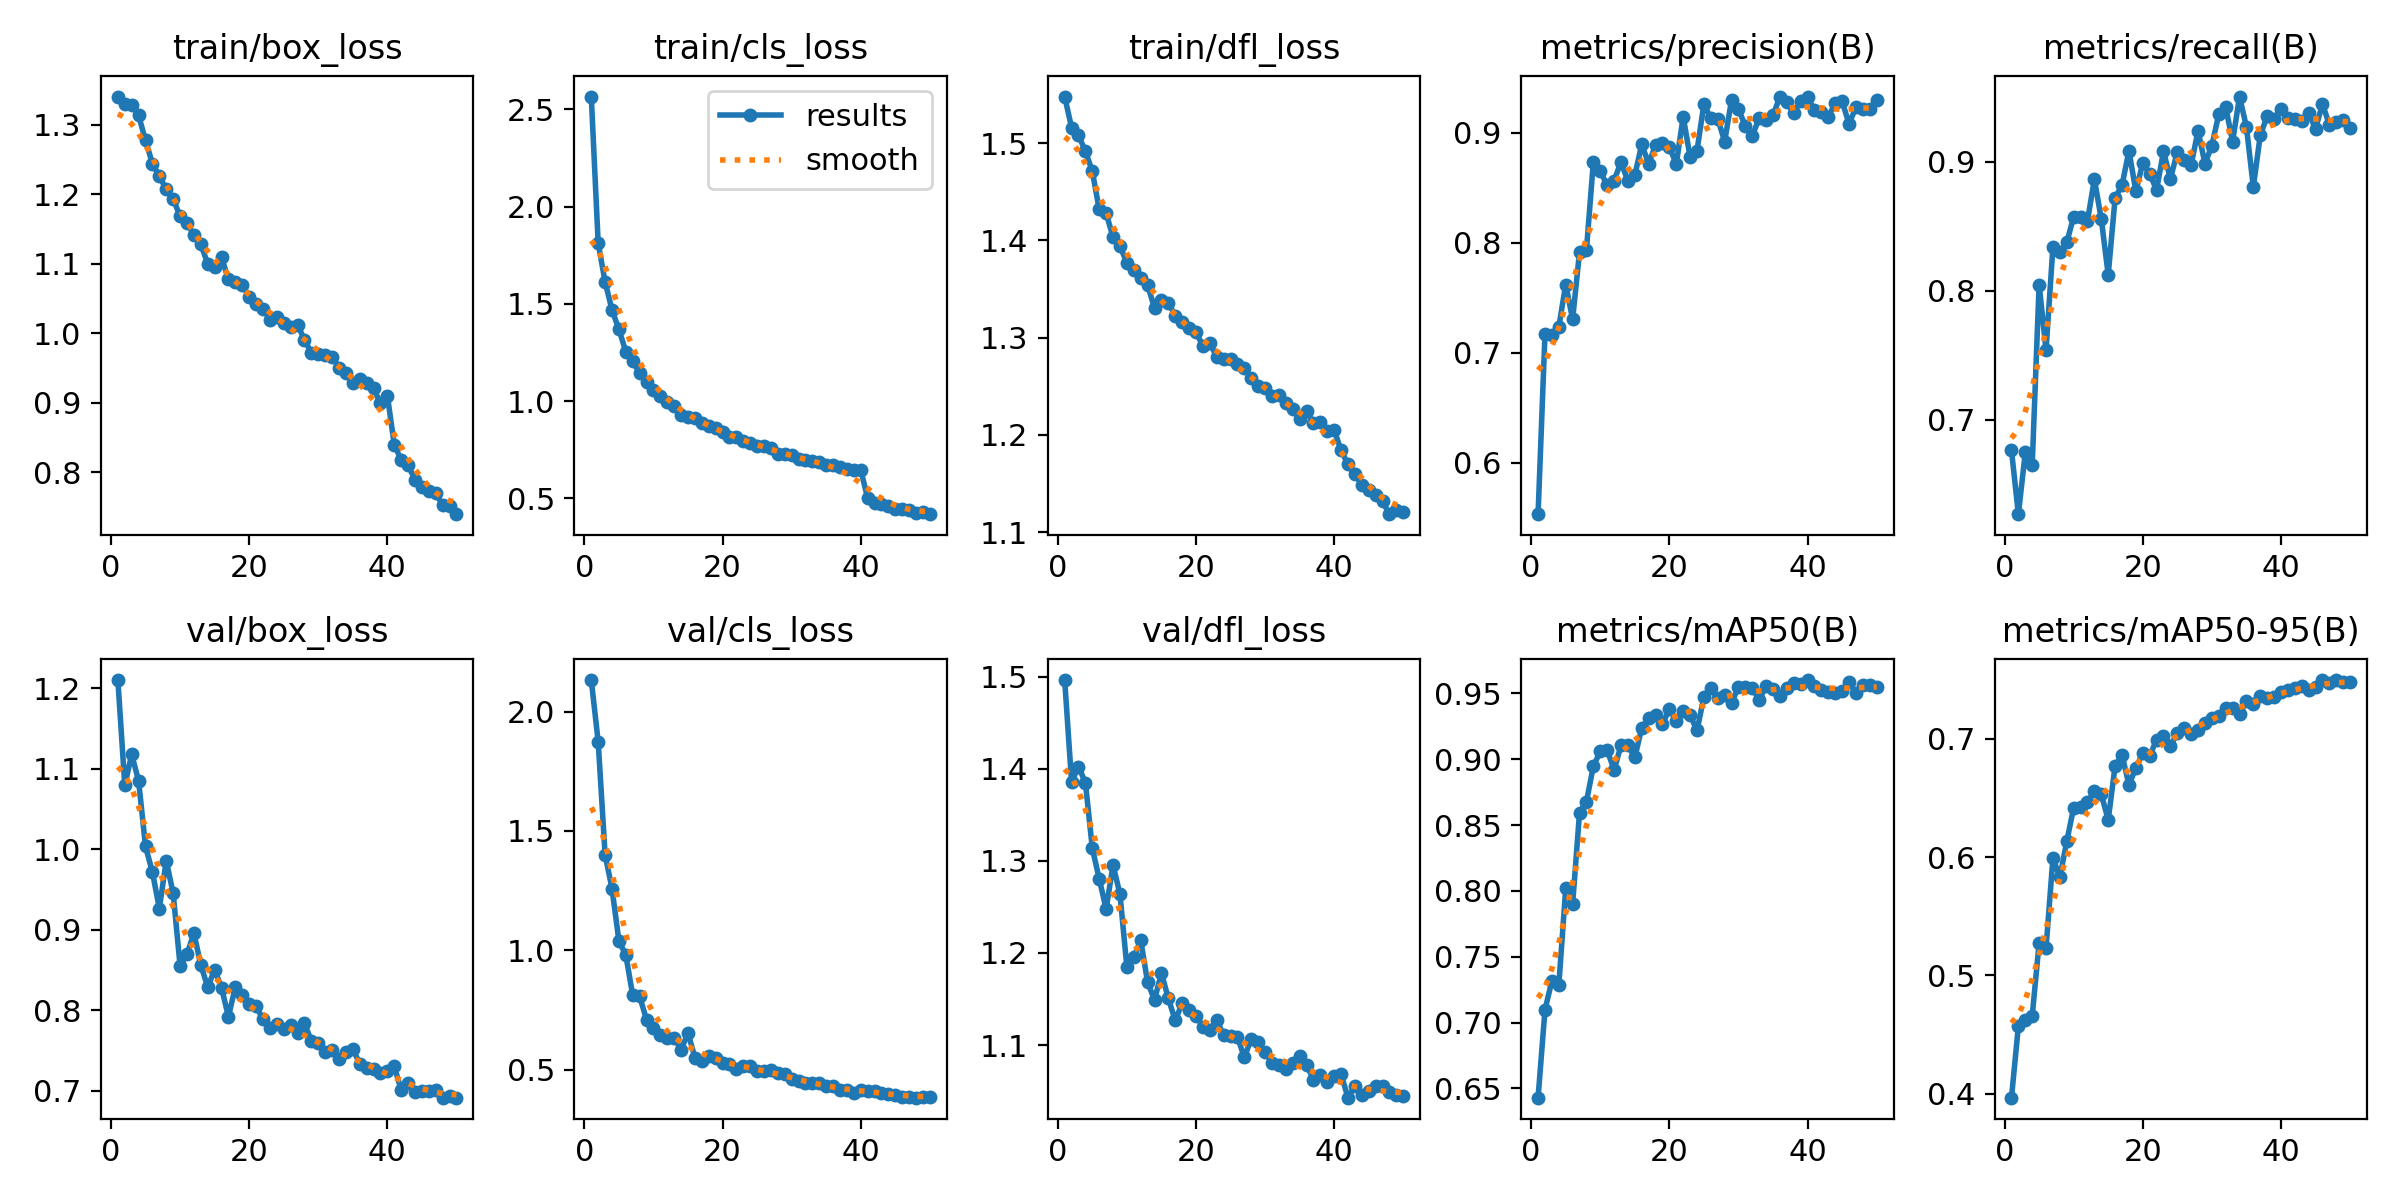 train/box_loss
1.3
1.2
1.1
1.0
0.9
0.8
0 20 40
train/cls_loss
results
smooth
2.5
2.0
1.5
1.0
0.5
0 20 40
train/dfl_loss
1.5
1.4
1.3
1.2
1.1
0 20 40
metrics/precision(B)
0.9
0.8
0.7
0.6
0 20 40
metrics/recall(B)
0.9
0.8
0.7
0 20 40
val/box_loss
1.2
1.1
1.0
0.9
0.8
0.7
0 20 40
val/cls_loss
2.0
1.5
1.0
0.5
0 20 40
val/dfl_loss
1.5
1.4
1.3
1.2
1.1
0 20 40
metrics/mAP50(B)
0.95
0.90
0.85
0.80
0.75
0.70
0.65
0 20 40
metrics/mAP50-95(B)
0.7
0.6
0.5
0.4
0 20 40